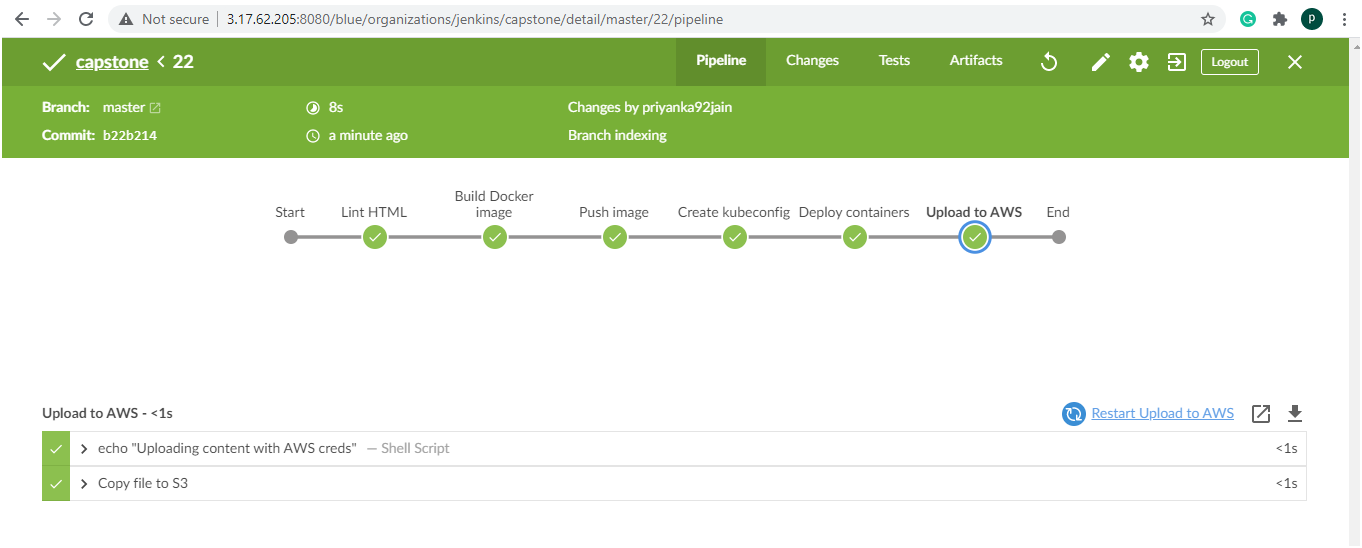 Not secure | 3.17.62.205:8080/blue/organizations/jenkins/capstone/detail/master/22/pipeline
p
capstone < 22
Pipeline Changes Tests Artifacts Logout
Branch: master 8s Changes by priyanka92jain
Commit: b22b214 a minute ago Branch indexing
Start Lint HTML Build Docker image Push image Create kubeconfig Deploy containers Upload to AWS End
Upload to AWS - <1s Restart Upload to AWS
echo "Uploading content with AWS creds" — Shell Script <1s
Copy file to S3 <1s